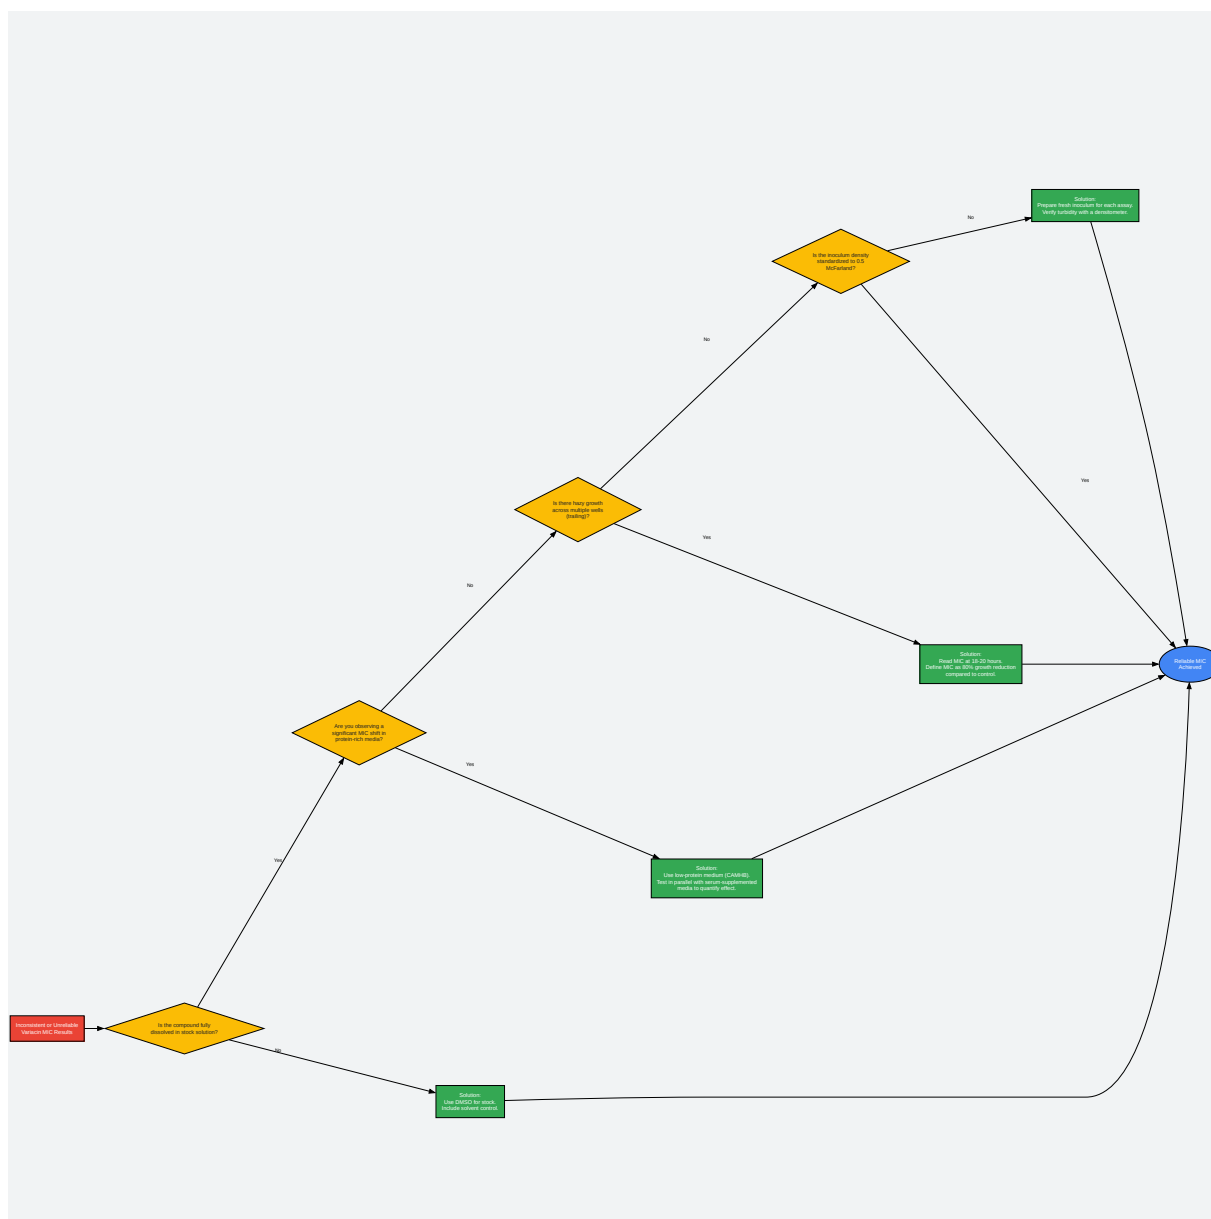 Solution:
Prepare fresh inoculum for each assay.
Verify turbidity with a densitometer.
No
Is the inoculum density
standardized to 0.5
McFarland?
No
Yes
Is there hazy growth
across multiple wells
(trailing)?
Yes
No
Solution:
Read MIC at 16-20 hours.
Define MIC as 80% growth reduction
compared to control.
Reliable MIC
Achieved
Are you observing a
significant MIC shift in
protein-rich media?
Yes
Yes
Solution:
Use low-protein medium (CAMHB).
Test in parallel with serum-supplemented
media to quantify effect.
Inconsistent or Unreliable
Variacin MIC Results
Is the compound fully
dissolved in stock solution?
No
Solution:
Use DMSO for stock.
Include solvent control.